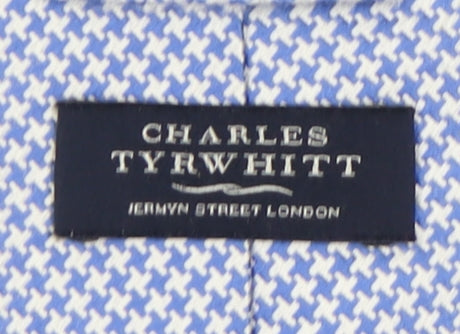 CHARLES
TYRWHITT
JERMYN STREET LONDON